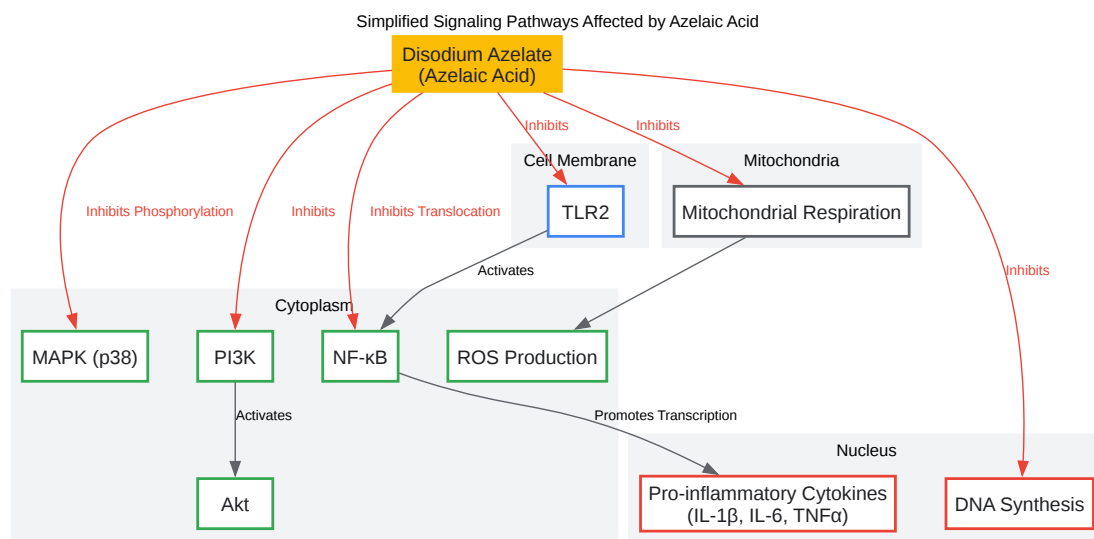 Simplified Signaling Pathways Affected by Azelaic Acid
Disodium Azelate
(Azelaic Acid)
Inhibits
Inhibits
Cell Membrane
Mitochondria
Inhibits Phosphorylation
Inhibits
Inhibits Translocation
TLR2
Mitochondrial Respiration
Activates
Inhibits
Cytoplasm
MAPK (p38)
PI3K
NF-κB
ROS Production
Activates
Promotes Transcription
Nucleus
Akt
Pro-inflammatory Cytokines
(IL-1β, IL-6, TNFα)
DNA Synthesis